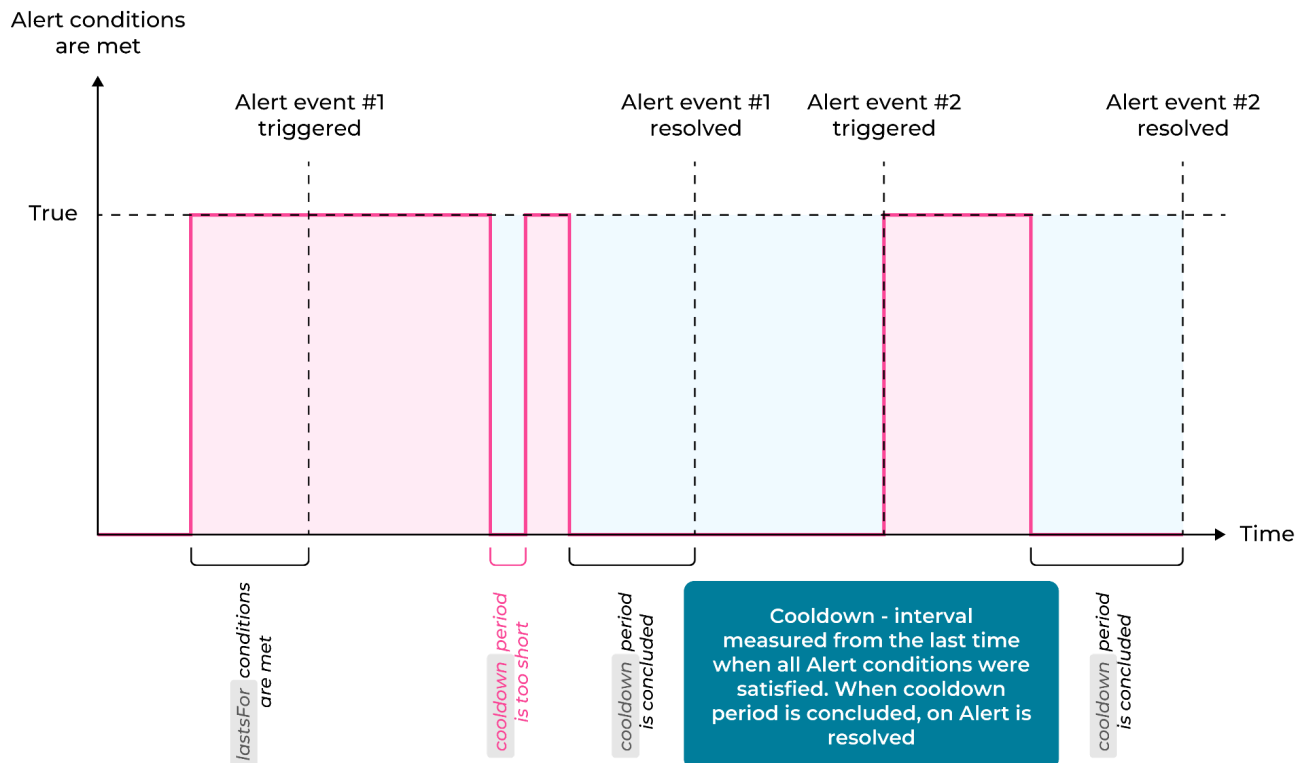 Alert conditions
are met
Alert event #1
triggered
Alert event #1
resolved
Alert event #2
triggered
Alert event #2
resolved
True
Time
lastsFor conditions
are met
cooldown period
is too short
cooldown period
is concluded
Cooldown - interval
measured from the last time
when all Alert conditions were
satisfied. When cooldown
period is concluded, on Alert is
resolved
cooldown period
is concluded